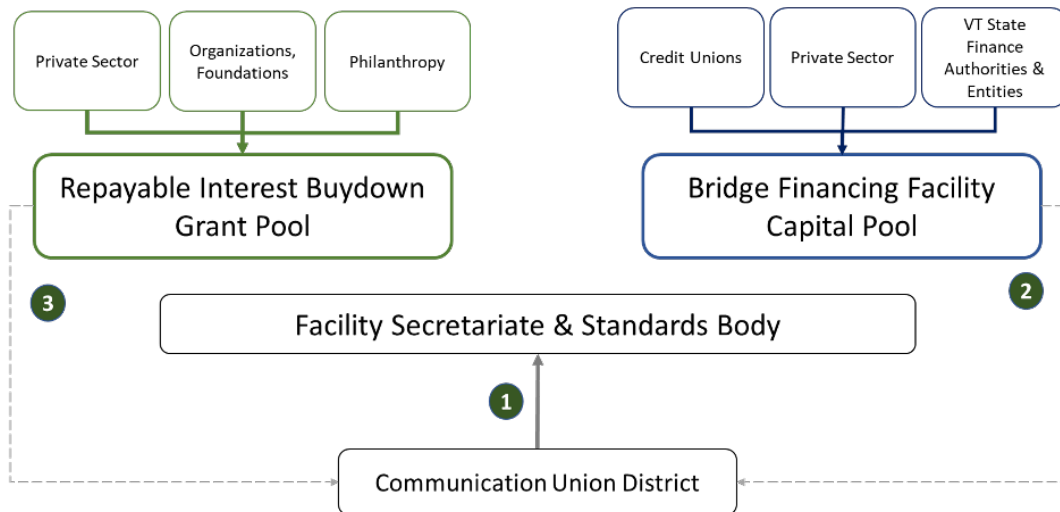 Private Sector
Organizations,
Foundations
Philanthropy
Credit Unions
Private Sector
VT State
Finance
Authorities &
Entities
Repayable Interest Buydown
Grant Pool
Bridge Financing Facility
Capital Pool
3
2
Facility Secretariate & Standards Body
1
Communication Union District